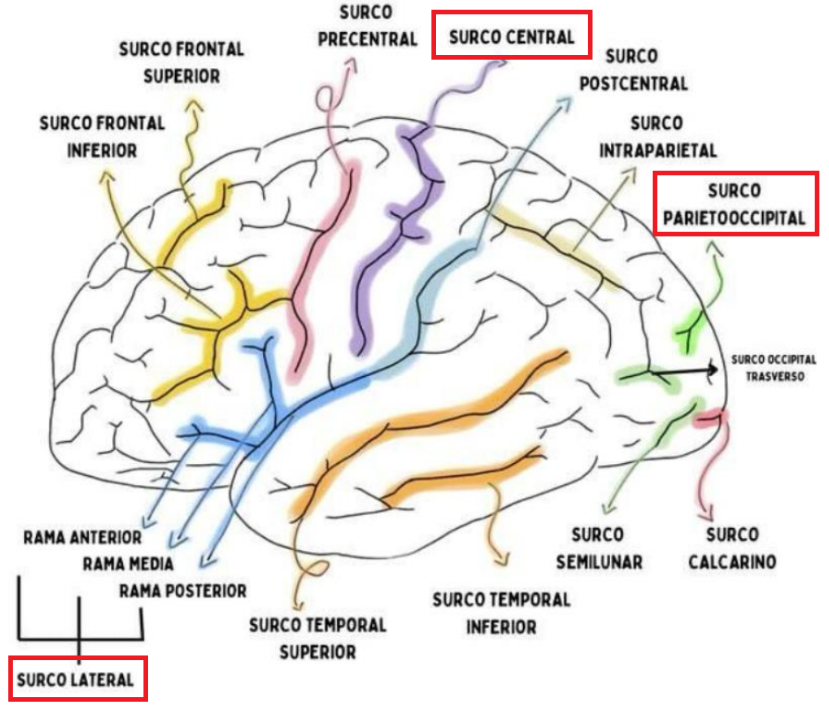 SURCO
PRECENTRAL
SURCO CENTRAL
SURCO FRONTAL
SUPERIOR
SURCO
POSTCENTRAL
SURCO FRONTAL
INFERIOR
SURCO
INTRAPARIETAL
SURCO
PARIETOOCCIPITAL
SURCO OCCIPITAL
TRASVERSO
RAMA ANTERIOR
RAMA MEDIA
RAMA POSTERIOR
SURCO
SEMILUNAR
SURCO
CALCARINO
SURCO TEMPORAL
SUPERIOR
SURCO TEMPORAL
INFERIOR
SURCO LATERAL